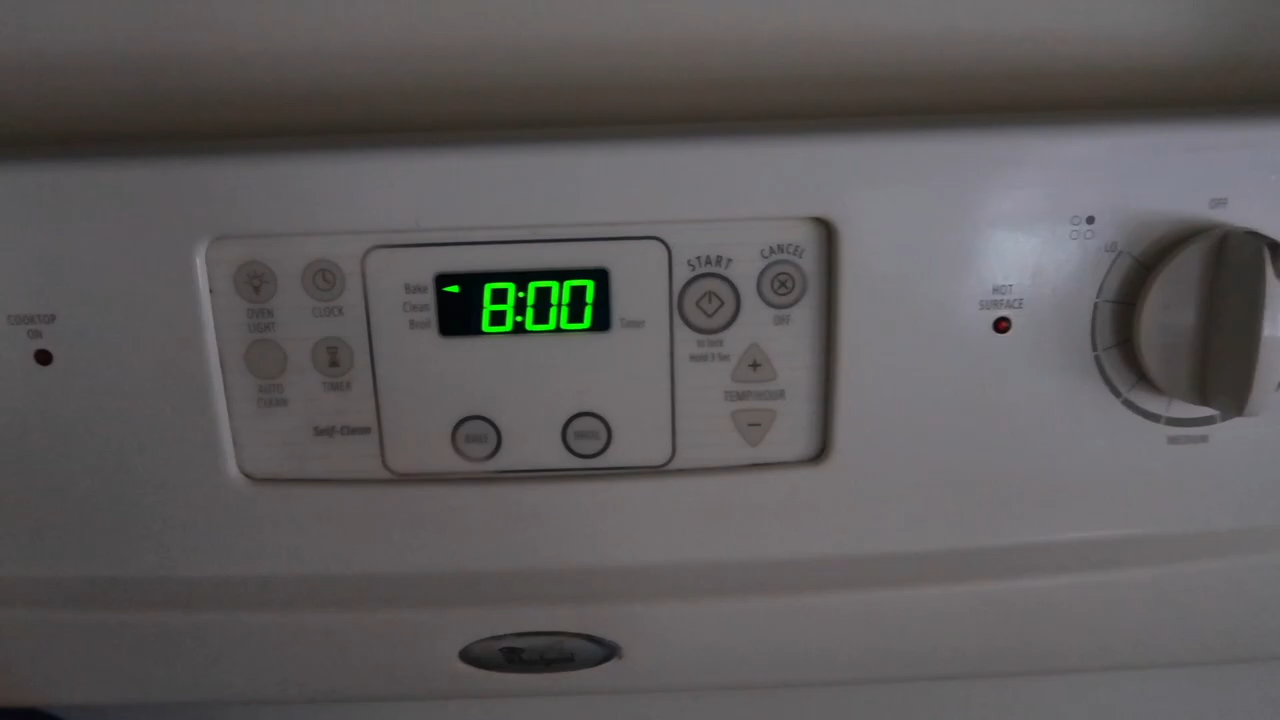 COOKTOP
ON
OVEN
LIGHT
CLOCK
AUTO
CLEAN
TIMER
Self-Clean
Bake
Clean
Broil
8:00
Timer
BAKE
BROIL
START
to lock
Hold 3 Sec
CANCEL
OFF
+
TEMP/HOUR
−
HOT
SURFACE
OFF
LO
MEDIUM
Whirlpool